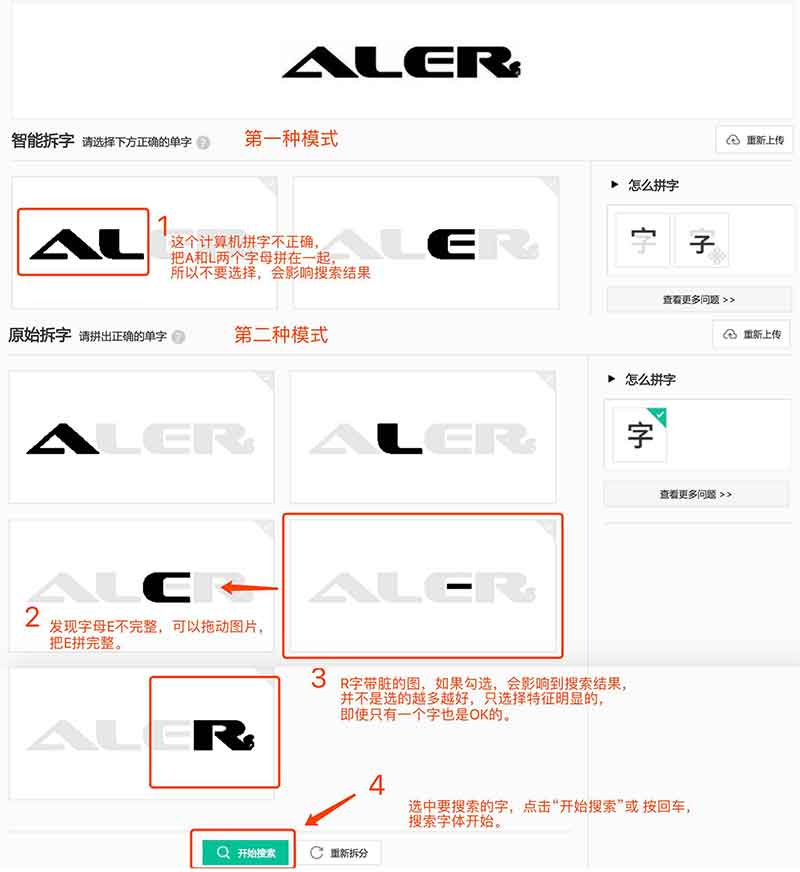 ALERs
智能拆字 请选择下方正确的单字 ?
第一种模式
重新上传
AL
1
这个计算机拼字不正确，
把A和L两个字母拼在一起，
所以不要选择，会影响搜索结果
ALER
怎么拼字
字 字
查看更多问题 >>
原始拆字 请拼出正确的单字 ?
第二种模式
重新上传
ALERs
ALERs
怎么拼字
字
查看更多问题 >>
ALER
ALERs
2
发现字母E不完整，可以拖动图片，
把E拼完整。
ALERs
3
R字带脏的图，如果勾选，会影响到搜索结果，
并不是选的越多越好，只选择特征明显的，
即使只有一个字也是OK的。
4
选中要搜索的字，点击“开始搜索”或 按回车，
搜索字体开始。
开始搜索
重新拆分